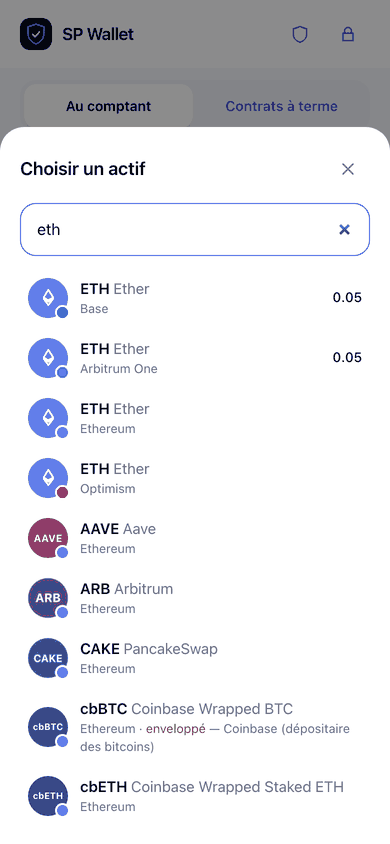 SP Wallet
Au comptant
Contrats à terme
Choisir un actif
eth
ETH Ether
Base
0.05
ETH Ether
Arbitrum One
0.05
ETH Ether
Ethereum
ETH Ether
Optimism
AAVE
AAVE Aave
Ethereum
ARB
ARB Arbitrum
Ethereum
CAKE
CAKE PancakeSwap
Ethereum
cbBTC
cbBTC Coinbase Wrapped BTC
Ethereum · enveloppé — Coinbase (dépositaire
des bitcoins)
cbETH
cbETH Coinbase Wrapped Staked ETH
Ethereum